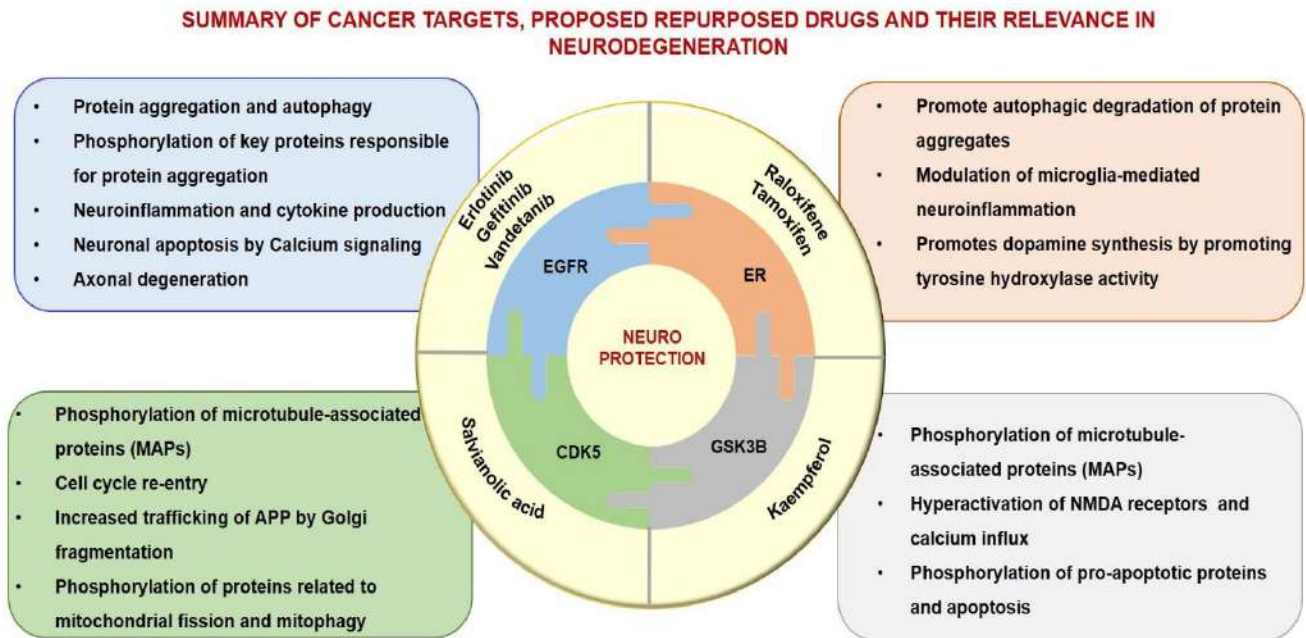 SUMMARY OF CANCER TARGETS, PROPOSED REPURPOSED DRUGS AND THEIR RELEVANCE IN
NEURODEGENERATION
• Protein aggregation and autophagy
• Phosphorylation of key proteins responsible
for protein aggregation
• Neuroinflammation and cytokine production
• Neuronal apoptosis by Calcium signaling
• Axonal degeneration
Erlotinib
Gefitinib
Vandetanib
EGFR
Raloxifene
Tamoxifen
ER
• Promote autophagic degradation of protein
aggregates
• Modulation of microglia-mediated
neuroinflammation
• Promotes dopamine synthesis by promoting
tyrosine hydroxylase activity
NEURO
PROTECTION
• Phosphorylation of microtubule-associated
proteins (MAPs)
• Cell cycle re-entry
• Increased trafficking of APP by Golgi
fragmentation
• Phosphorylation of proteins related to
mitochondrial fission and mitophagy
Salvianolic acid
CDK5
GSK3B
Kaempferol
• Phosphorylation of microtubule-
associated proteins (MAPs)
• Hyperactivation of NMDA receptors and
calcium influx
• Phosphorylation of pro-apoptotic proteins
and apoptosis